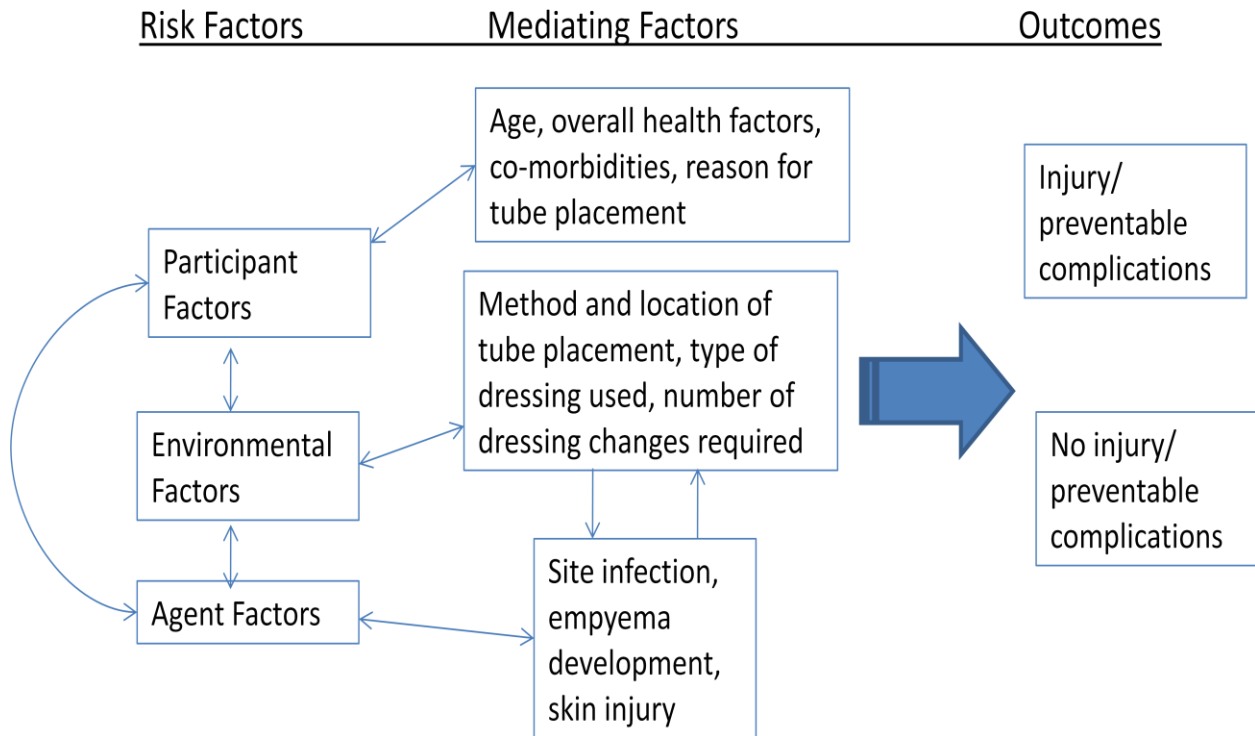 Risk Factors
Mediating Factors
Outcomes
Age, overall health factors,
co-morbidities, reason for
tube placement
Injury/
preventable
complications
Participant
Factors
Method and location of
tube placement, type of
dressing used, number of
dressing changes required
Environmental
Factors
No injury/
preventable
complications
Site infection,
empyema
development,
skin injury
Agent Factors